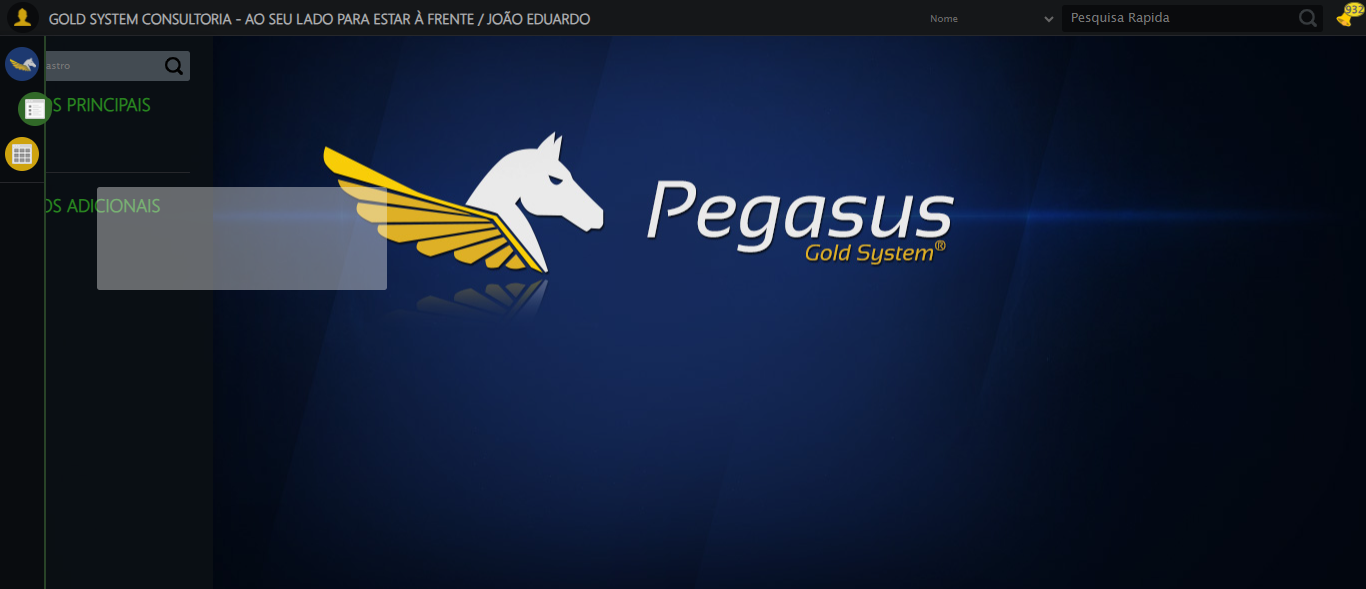 GOLD SYSTEM CONSULTORIA - AO SEU LADO PARA ESTAR À FRENTE / JOÃO EDUARDO
Nome
Pesquisa Rapida
932
astro
S PRINCIPAIS
OS ADICIONAIS
Pegasus
Gold System®